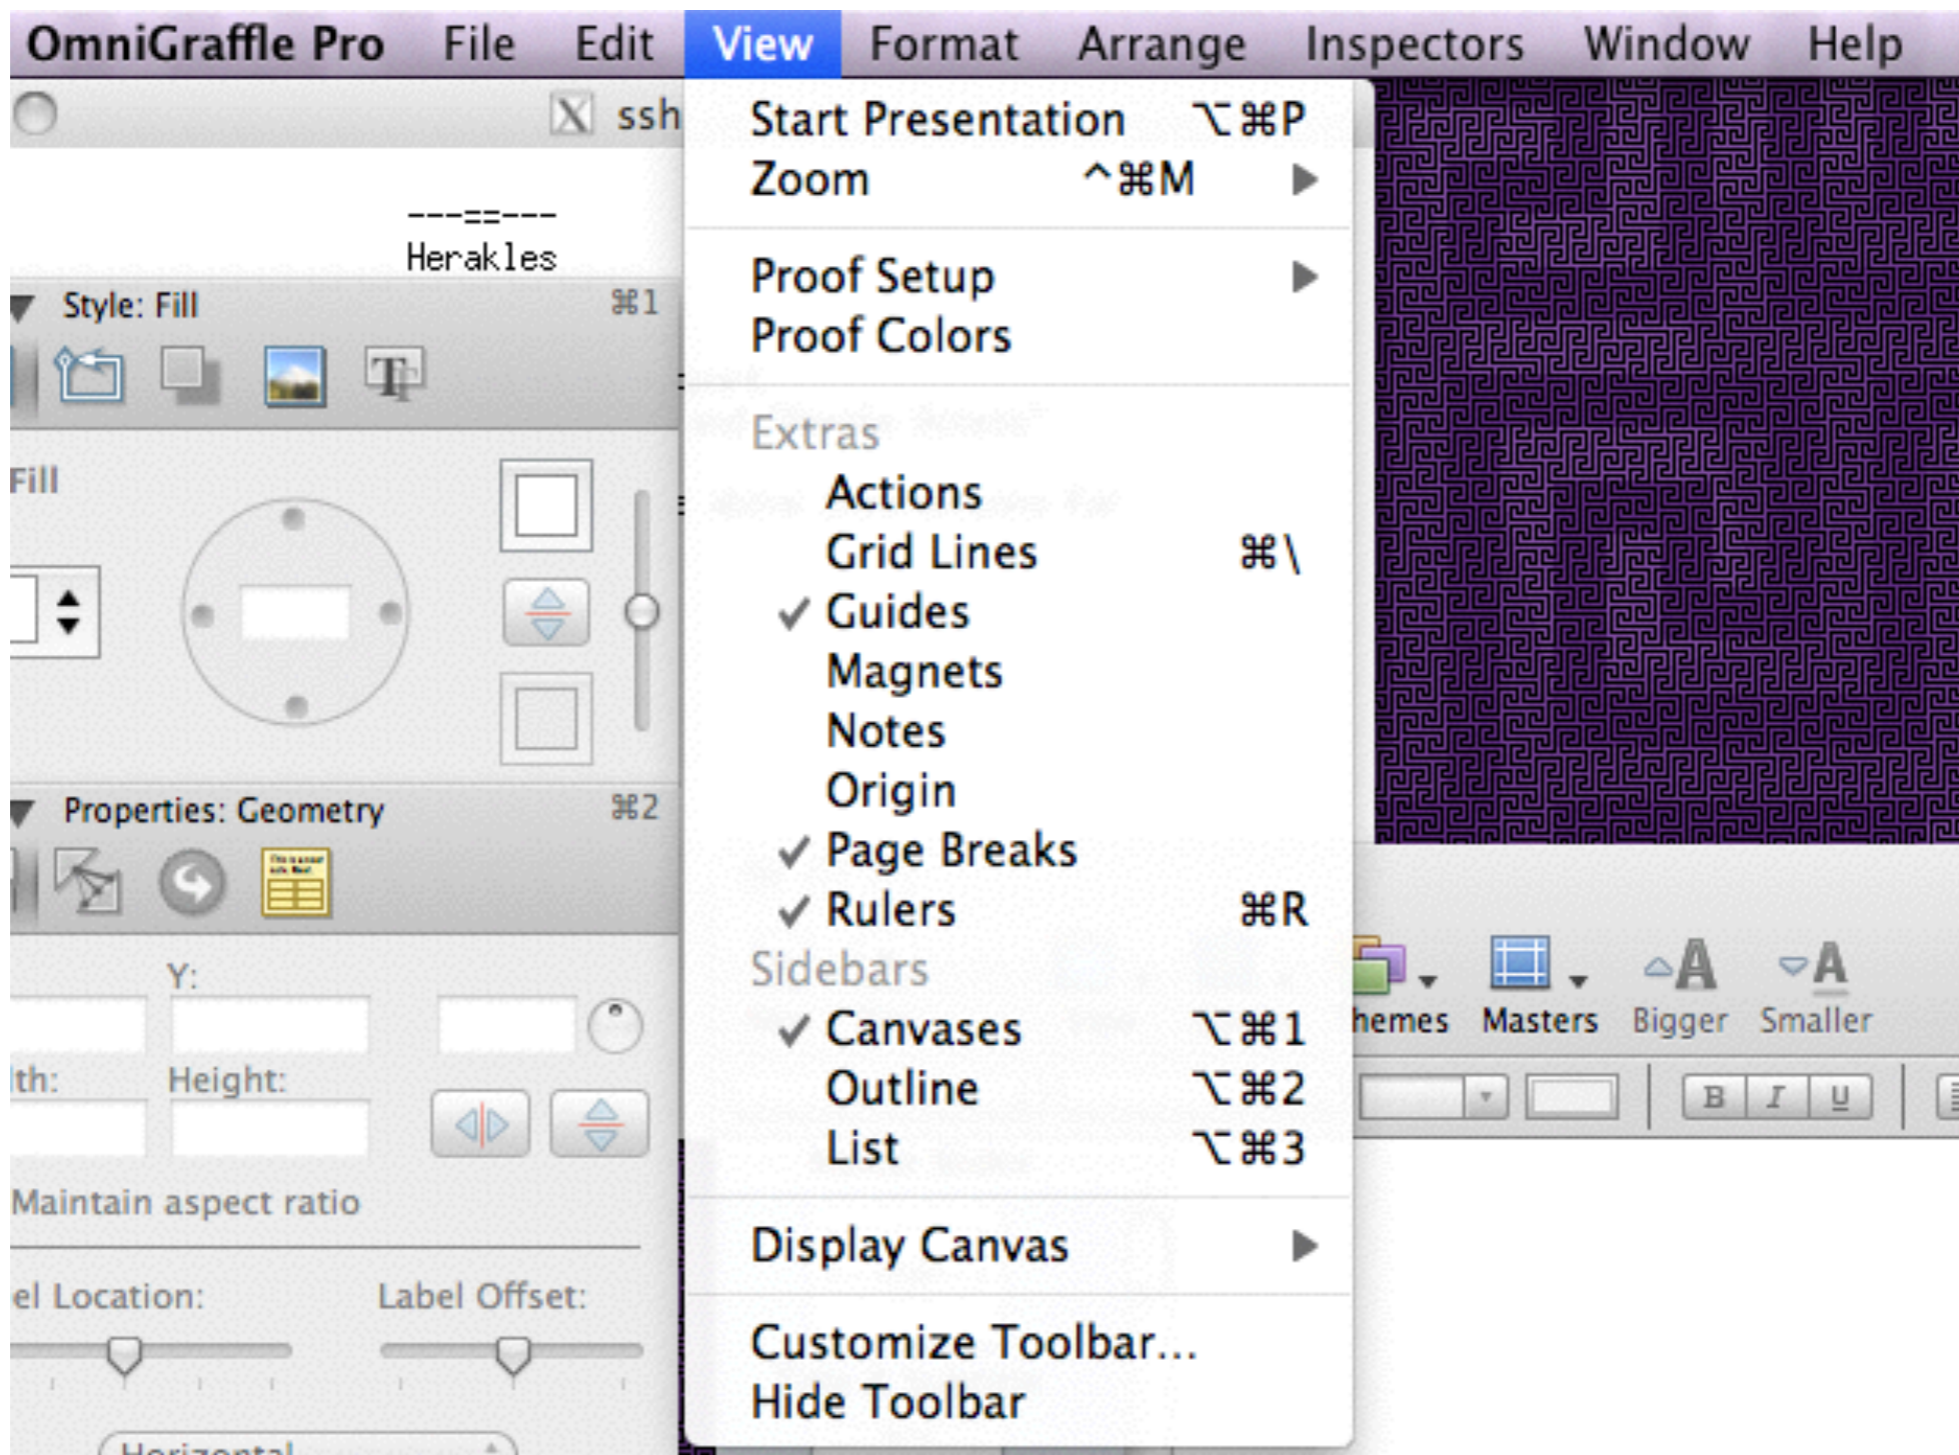 OmniGraffle Pro File Edit View Format Arrange Inspectors Window Help
X ssh
---==---
Herakles
Style: Fill ⌘1
Fill
Properties: Geometry ⌘2
Y:
th:
Height:
Maintain aspect ratio
el Location:
Label Offset:
Horizontal
Start Presentation ⌥⌘P
Zoom ^⌘M
Proof Setup
Proof Colors
Extras
Actions
Grid Lines ⌘\
✓ Guides
Magnets
Notes
Origin
✓ Page Breaks
✓ Rulers ⌘R
Sidebars
✓ Canvases ⌥⌘1
Outline ⌥⌘2
List ⌥⌘3
Display Canvas
Customize Toolbar...
Hide Toolbar
hemes Masters Bigger Smaller
B I U